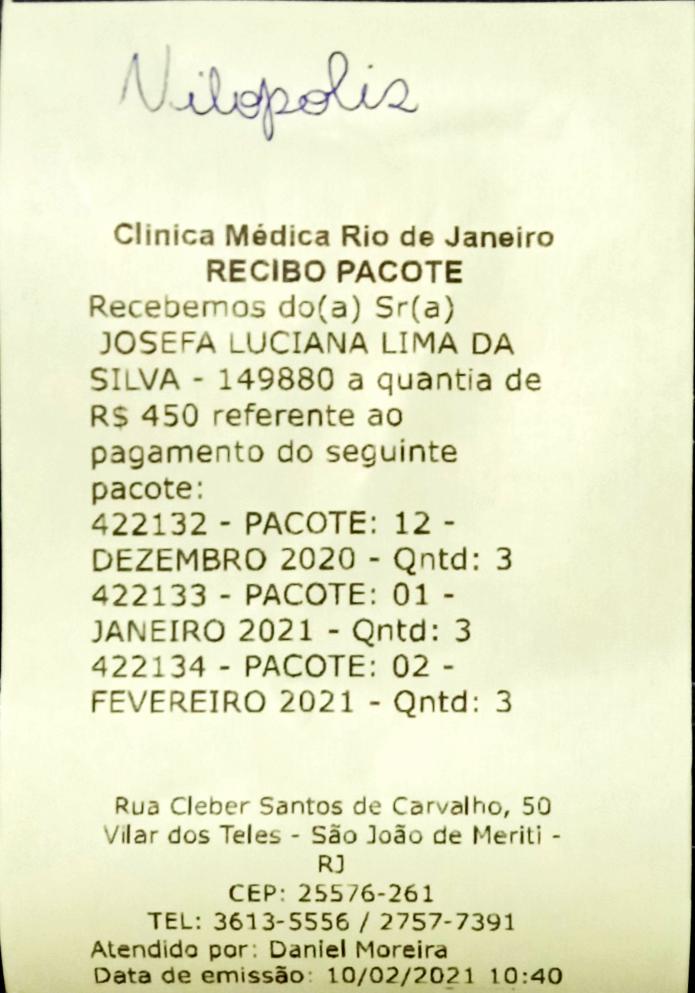 Nilopolis
Clinica Médica Rio de Janeiro
RECIBO PACOTE
Recebemos do(a) Sr(a)
JOSEFA LUCIANA LIMA DA
SILVA - 149880 a quantia de
R$ 450 referente ao
pagamento do seguinte
pacote:
422132 - PACOTE: 12 -
DEZEMBRO 2020 - Qntd: 3
422133 - PACOTE: 01 -
JANEIRO 2021 - Qntd: 3
422134 - PACOTE: 02 -
FEVEREIRO 2021 - Qntd: 3
Rua Cleber Santos de Carvalho, 50
Vilar dos Teles - São João de Meriti -
RJ
CEP: 25576-261
TEL: 3613-5556 / 2757-7391
Atendido por: Daniel Moreira
Data de emissão: 10/02/2021 10:40